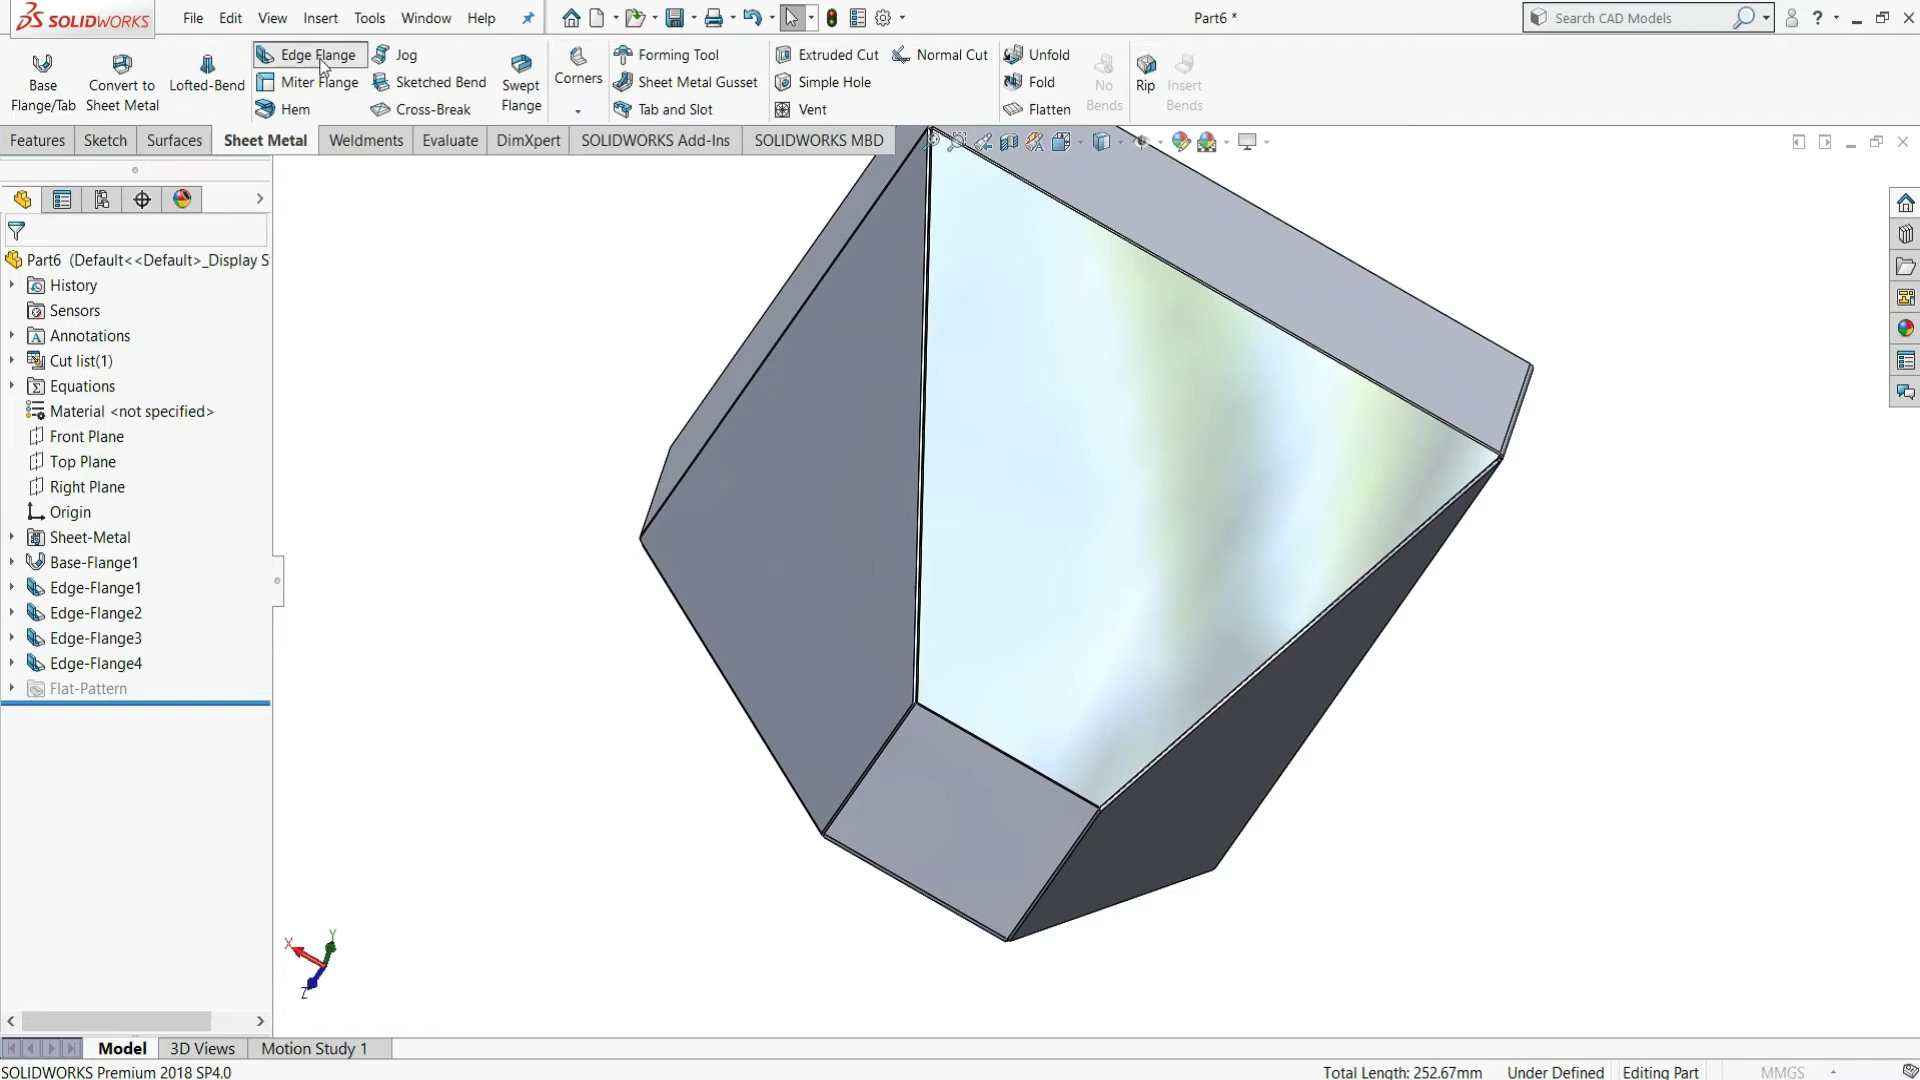 SOLIDWORKS File Edit View Insert Tools Window Help Part6 * Search CAD Models ?
Base Flange/Tab Convert to Sheet Metal Lofted-Bend Edge Flange Miter Flange Hem Jog Sketched Bend Cross-Break Swept Flange Corners Forming Tool Sheet Metal Gusset Tab and Slot Extruded Cut Simple Hole Vent Normal Cut Unfold Fold Flatten No Bends Rip Insert Bends
Features Sketch Surfaces Sheet Metal Weldments Evaluate DimXpert SOLIDWORKS Add-Ins SOLIDWORKS MBD
Part6 (Default<<Default>_Display S
History
Sensors
Annotations
Cut list(1)
Equations
Material <not specified>
Front Plane
Top Plane
Right Plane
Origin
Sheet-Metal
Base-Flange1
Edge-Flange1
Edge-Flange2
Edge-Flange3
Edge-Flange4
Flat-Pattern
X Y Z
Model 3D Views Motion Study 1
SOLIDWORKS Premium 2018 SP4.0 Total Length: 252.67mm Under Defined Editing Part MMGS